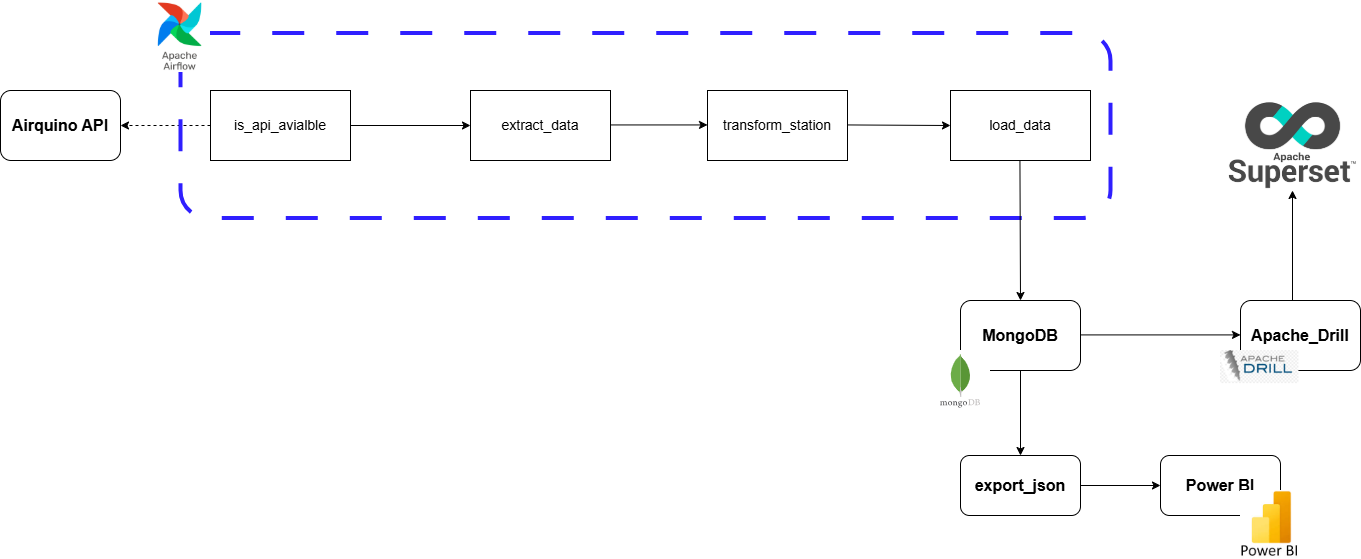 Apache
Airflow
Airquino API
is_api_avialble
extract_data
transform_station
load_data
Apache
Superset™
MongoDB
mongoDB
Apache_Drill
APACHE
DRILL
export_json
Power BI
Power BI